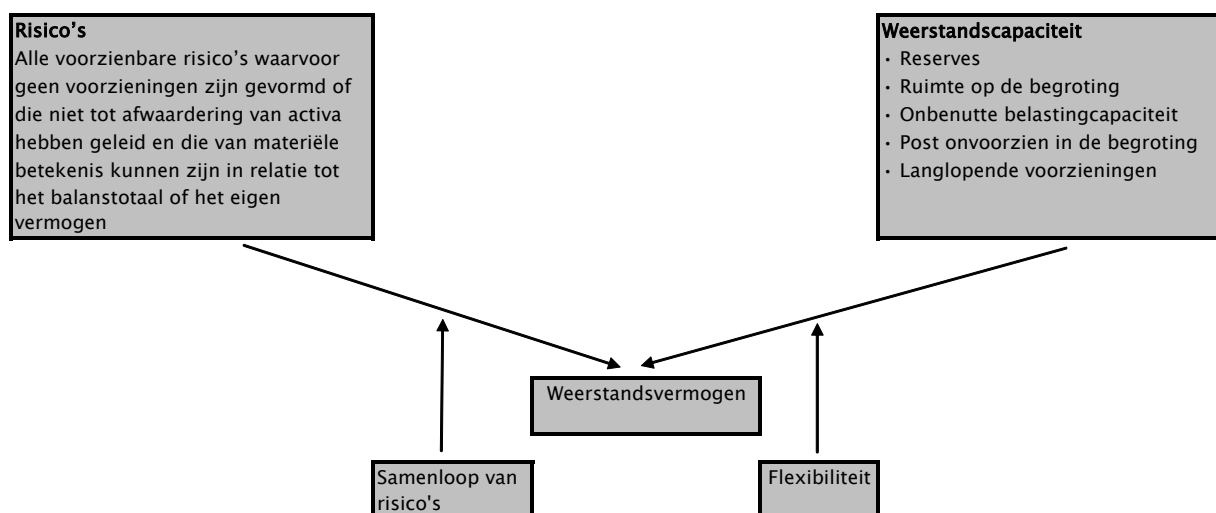 Risico’s
Alle voorzienbare risico’s waarvoor
geen voorzieningen zijn gevormd of
die niet tot afwaardering van activa
hebben geleid en die van materiële
betekenis kunnen zijn in relatie tot
het balanstotaal of het eigen
vermogen
Weerstandscapaciteit
• Reserves
• Ruimte op de begroting
• Onbenutte belastingcapaciteit
• Post onvoorzien in de begroting
• Langlopende voorzieningen
Weerstandsvermogen
Samenloop van
risico's
Flexibiliteit